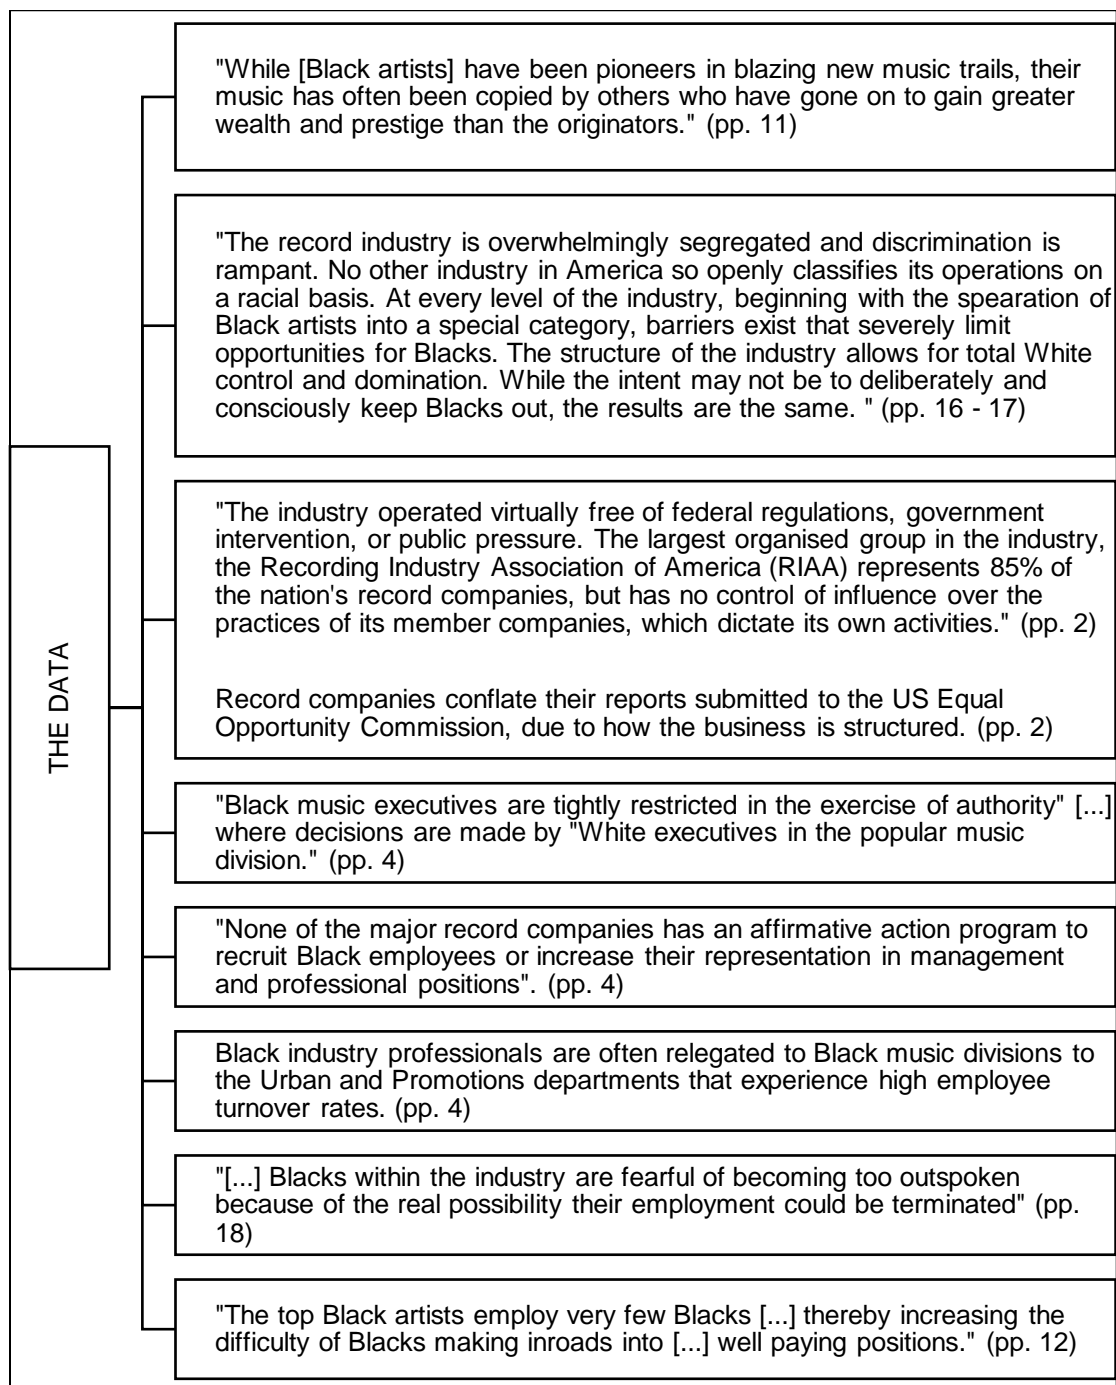 THE DATA
"While [Black artists] have been pioneers in blazing new music trails, their
music has often been copied by others who have gone on to gain greater
wealth and prestige than the originators." (pp. 11)
"The record industry is overwhelmingly segregated and discrimination is
rampant. No other industry in America so openly classifies its operations on
a racial basis. At every level of the industry, beginning with the spearation of
Black artists into a special category, barriers exist that severely limit
opportunities for Blacks. The structure of the industry allows for total White
control and domination. While the intent may not be to deliberately and
consciously keep Blacks out, the results are the same. " (pp. 16 - 17)
"The industry operated virtually free of federal regulations, government
intervention, or public pressure. The largest organised group in the industry,
the Recording Industry Association of America (RIAA) represents 85% of
the nation's record companies, but has no control of influence over the
practices of its member companies, which dictate its own activities." (pp. 2)
Record companies conflate their reports submitted to the US Equal
Opportunity Commission, due to how the business is structured. (pp. 2)
"Black music executives are tightly restricted in the exercise of authority" [...]
where decisions are made by "White executives in the popular music
division." (pp. 4)
"None of the major record companies has an affirmative action program to
recruit Black employees or increase their representation in management
and professional positions". (pp. 4)
Black industry professionals are often relegated to Black music divisions to
the Urban and Promotions departments that experience high employee
turnover rates. (pp. 4)
"[...] Blacks within the industry are fearful of becoming too outspoken
because of the real possibility their employment could be terminated" (pp.
18)
"The top Black artists employ very few Blacks [...] thereby increasing the
difficulty of Blacks making inroads into [...] well paying positions." (pp. 12)